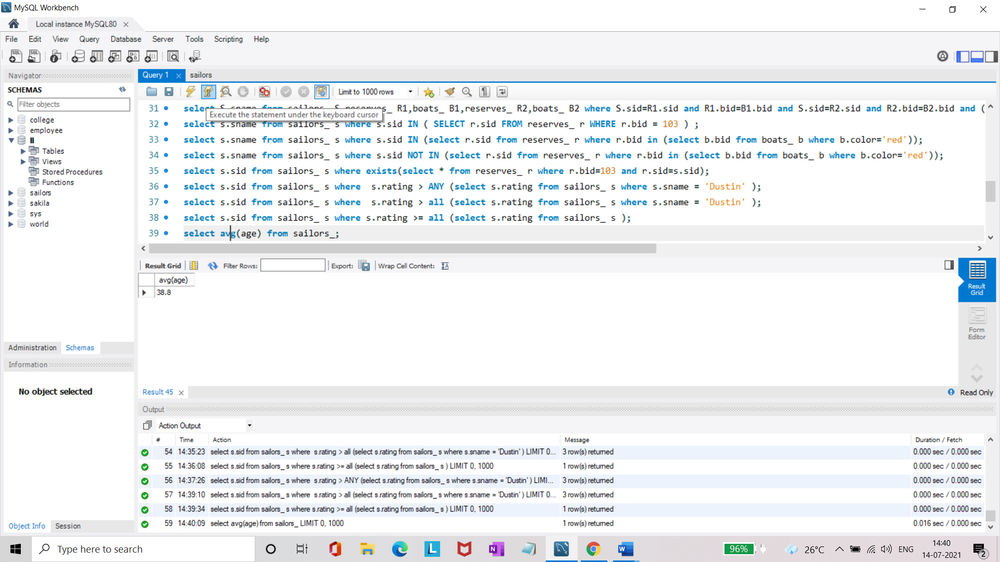 MySQL Workbench
Local instance MySQL80
File Edit View Query Database Server Tools Scripting Help
Navigator
SCHEMAS
Filter objects
college
employee
ll
Tables
Views
Stored Procedures
Functions
sailors
sakila
sys
world
Administration Schemas
Information
No object selected
Object Info Session
Query 1 sailors
Limit to 1000 rows
31 select S.sname from sailors_ S,reserves_ R1,boats_ B1,reserves_ R2,boats_ B2 where S.sid=R1.sid and R1.bid=B1.bid and S.sid=R2.sid and R2.bid=B2.bid and (
Execute the statement under the keyboard cursor
32 select s.sname from sailors_ s where s.sid IN ( SELECT r.sid FROM reserves_ r WHERE r.bid = 103 ) ;
33 select s.sname from sailors_ s where s.sid IN (select r.sid from reserves_ r where r.bid in (select b.bid from boats_ b where b.color='red'));
34 select s.sname from sailors_ s where s.sid NOT IN (select r.sid from reserves_ r where r.bid in (select b.bid from boats_ b where b.color='red'));
35 select s.sid from sailors_ s where exists(select * from reserves_ r where r.bid=103 and r.sid=s.sid);
36 select s.sid from sailors_ s where  s.rating > ANY (select s.rating from sailors_ s where s.sname = 'Dustin' );
37 select s.sid from sailors_ s where  s.rating > all (select s.rating from sailors_ s where s.sname = 'Dustin' );
38 select s.sid from sailors_ s where s.rating >= all (select s.rating from sailors_ s );
39 select avg(age) from sailors_;
Result Grid Filter Rows: Export: Wrap Cell Content:
avg(age)
38.8
Result Grid
Form Editor
Result 45 Read Only
Output
Action Output
# Time Action Message Duration / Fetch
54 14:35:23 select s.sid from sailors_ s where  s.rating > all (select s.rating from sailors_ s where s.sname = 'Dustin' ) LIMIT 0... 3 row(s) returned 0.000 sec / 0.000 sec
55 14:36:08 select s.sid from sailors_ s where s.rating >= all (select s.rating from sailors_ s ) LIMIT 0, 1000 1 row(s) returned 0.000 sec / 0.000 sec
56 14:37:26 select s.sid from sailors_ s where  s.rating > ANY (select s.rating from sailors_ s where s.sname = 'Dustin' ) LIMI... 3 row(s) returned 0.000 sec / 0.000 sec
57 14:39:10 select s.sid from sailors_ s where  s.rating > all (select s.rating from sailors_ s where s.sname = 'Dustin' ) LIMIT 0... 3 row(s) returned 0.000 sec / 0.000 sec
58 14:39:34 select s.sid from sailors_ s where s.rating >= all (select s.rating from sailors_ s ) LIMIT 0, 1000 1 row(s) returned 0.000 sec / 0.000 sec
59 14:40:09 select avg(age) from sailors_ LIMIT 0, 1000 1 row(s) returned 0.016 sec / 0.000 sec
Type here to search
96% 26°C ENG 14:40
14-07-2021
2